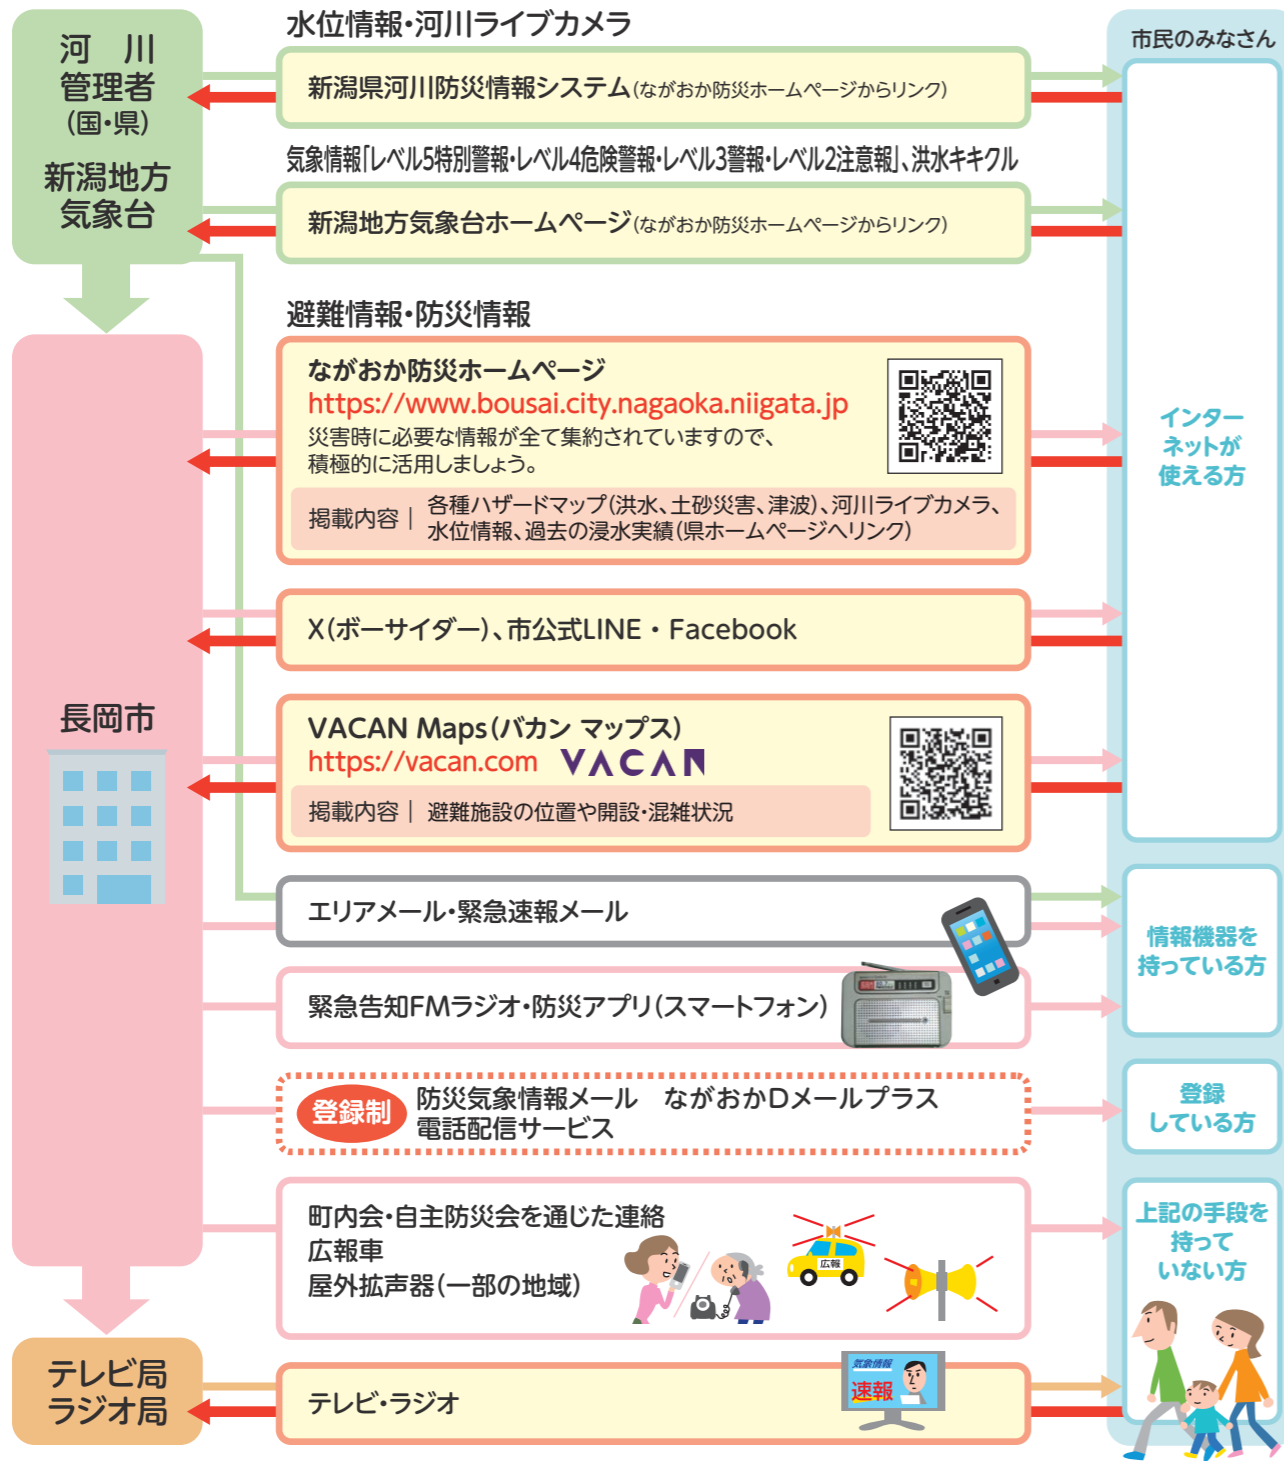 河　川
管理者
(国・県)
新潟地方
気象台
水位情報・河川ライブカメラ
新潟県河川防災情報システム(ながおか防災ホームページからリンク)
気象情報「レベル5特別警報・レベル4危険警報・レベル3警報・レベル2注意報」、洪水キキクル
新潟地方気象台ホームページ(ながおか防災ホームページからリンク)
避難情報・防災情報
ながおか防災ホームページ
https://www.bousai.city.nagaoka.niigata.jp
災害時に必要な情報が全て集約されていますので、
積極的に活用しましょう。
掲載内容｜各種ハザードマップ(洪水、土砂災害、津波)、河川ライブカメラ、
水位情報、過去の浸水実績(県ホームページへリンク)
X(ボーサイダー)、市公式LINE・Facebook
長岡市
VACAN Maps(バカン マップス)
https://vacan.com VACAN
掲載内容｜避難施設の位置や開設・混雑状況
エリアメール・緊急速報メール
緊急告知FMラジオ・防災アプリ(スマートフォン)
登録制
防災気象情報メール　ながおかDメールプラス
電話配信サービス
町内会・自主防災会を通じた連絡
広報車
屋外拡声器(一部の地域)
広報
テレビ局
ラジオ局
テレビ・ラジオ
気象情報
速報
市民のみなさん
インター
ネットが
使える方
情報機器を
持っている方
登録
している方
上記の手段を
持って
いない方